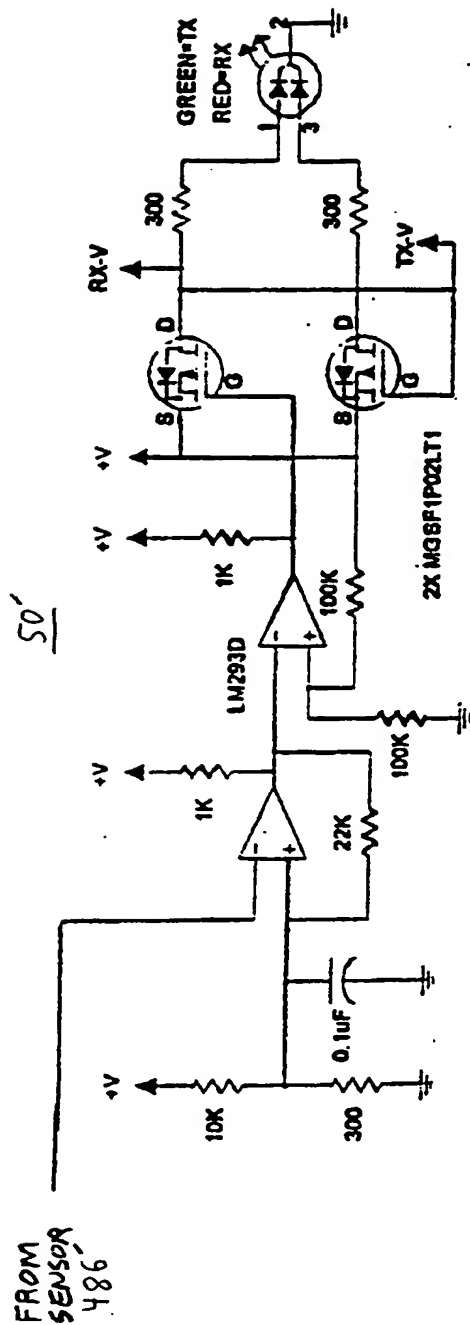 50'
FROM
SENSOR
486'
+V
10K
300
0.1uF
-
+
+V
1K
22K
LM293D
-
+
100K
100K
+V
1K
+V
S
D
G
S
D
G
2X MGSF1P02LT1
RX-V
TX-V
300
300
GREEN=TX
RED=RX
1
2
3